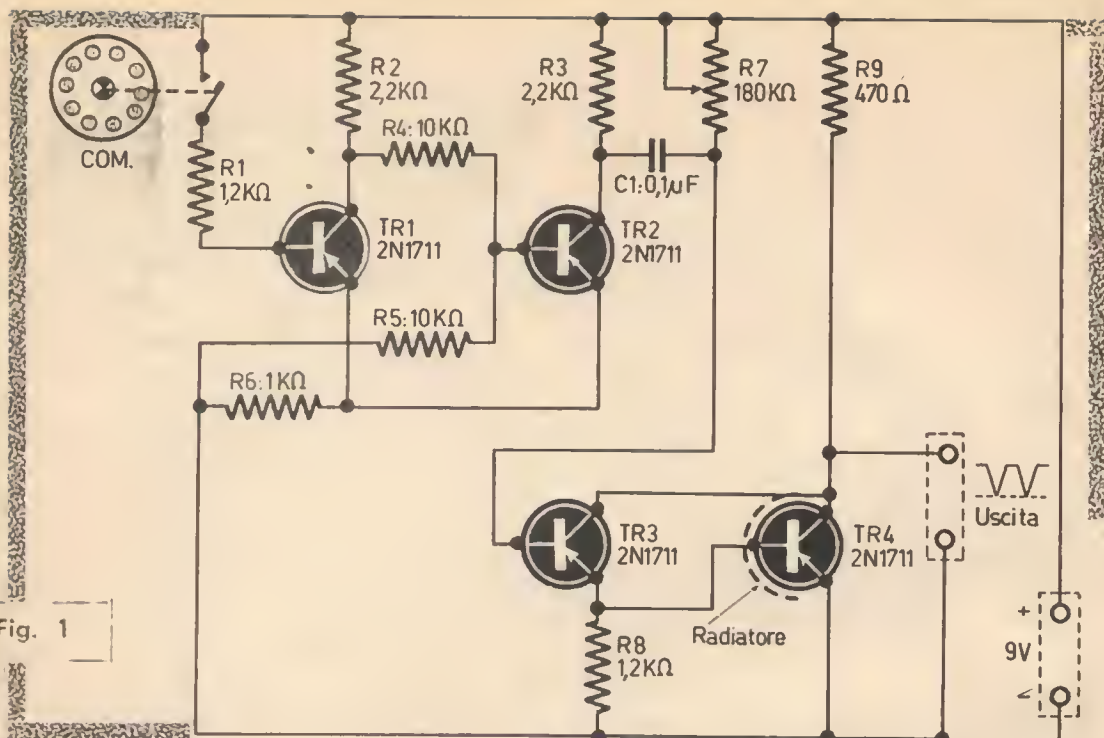 COM.
R1
1,2KΩ
R2
2,2KΩ
R4:10KΩ
TR1
2N1711
R5:10KΩ
R6:1KΩ
R3
2,2KΩ
C1:0,1μF
TR2
2N1711
R7
180KΩ
R9
470Ω
TR3
2N1711
R8
1,2KΩ
Radiatore
TR4
2N1711
Uscita
+
9V
-
Fig. 1